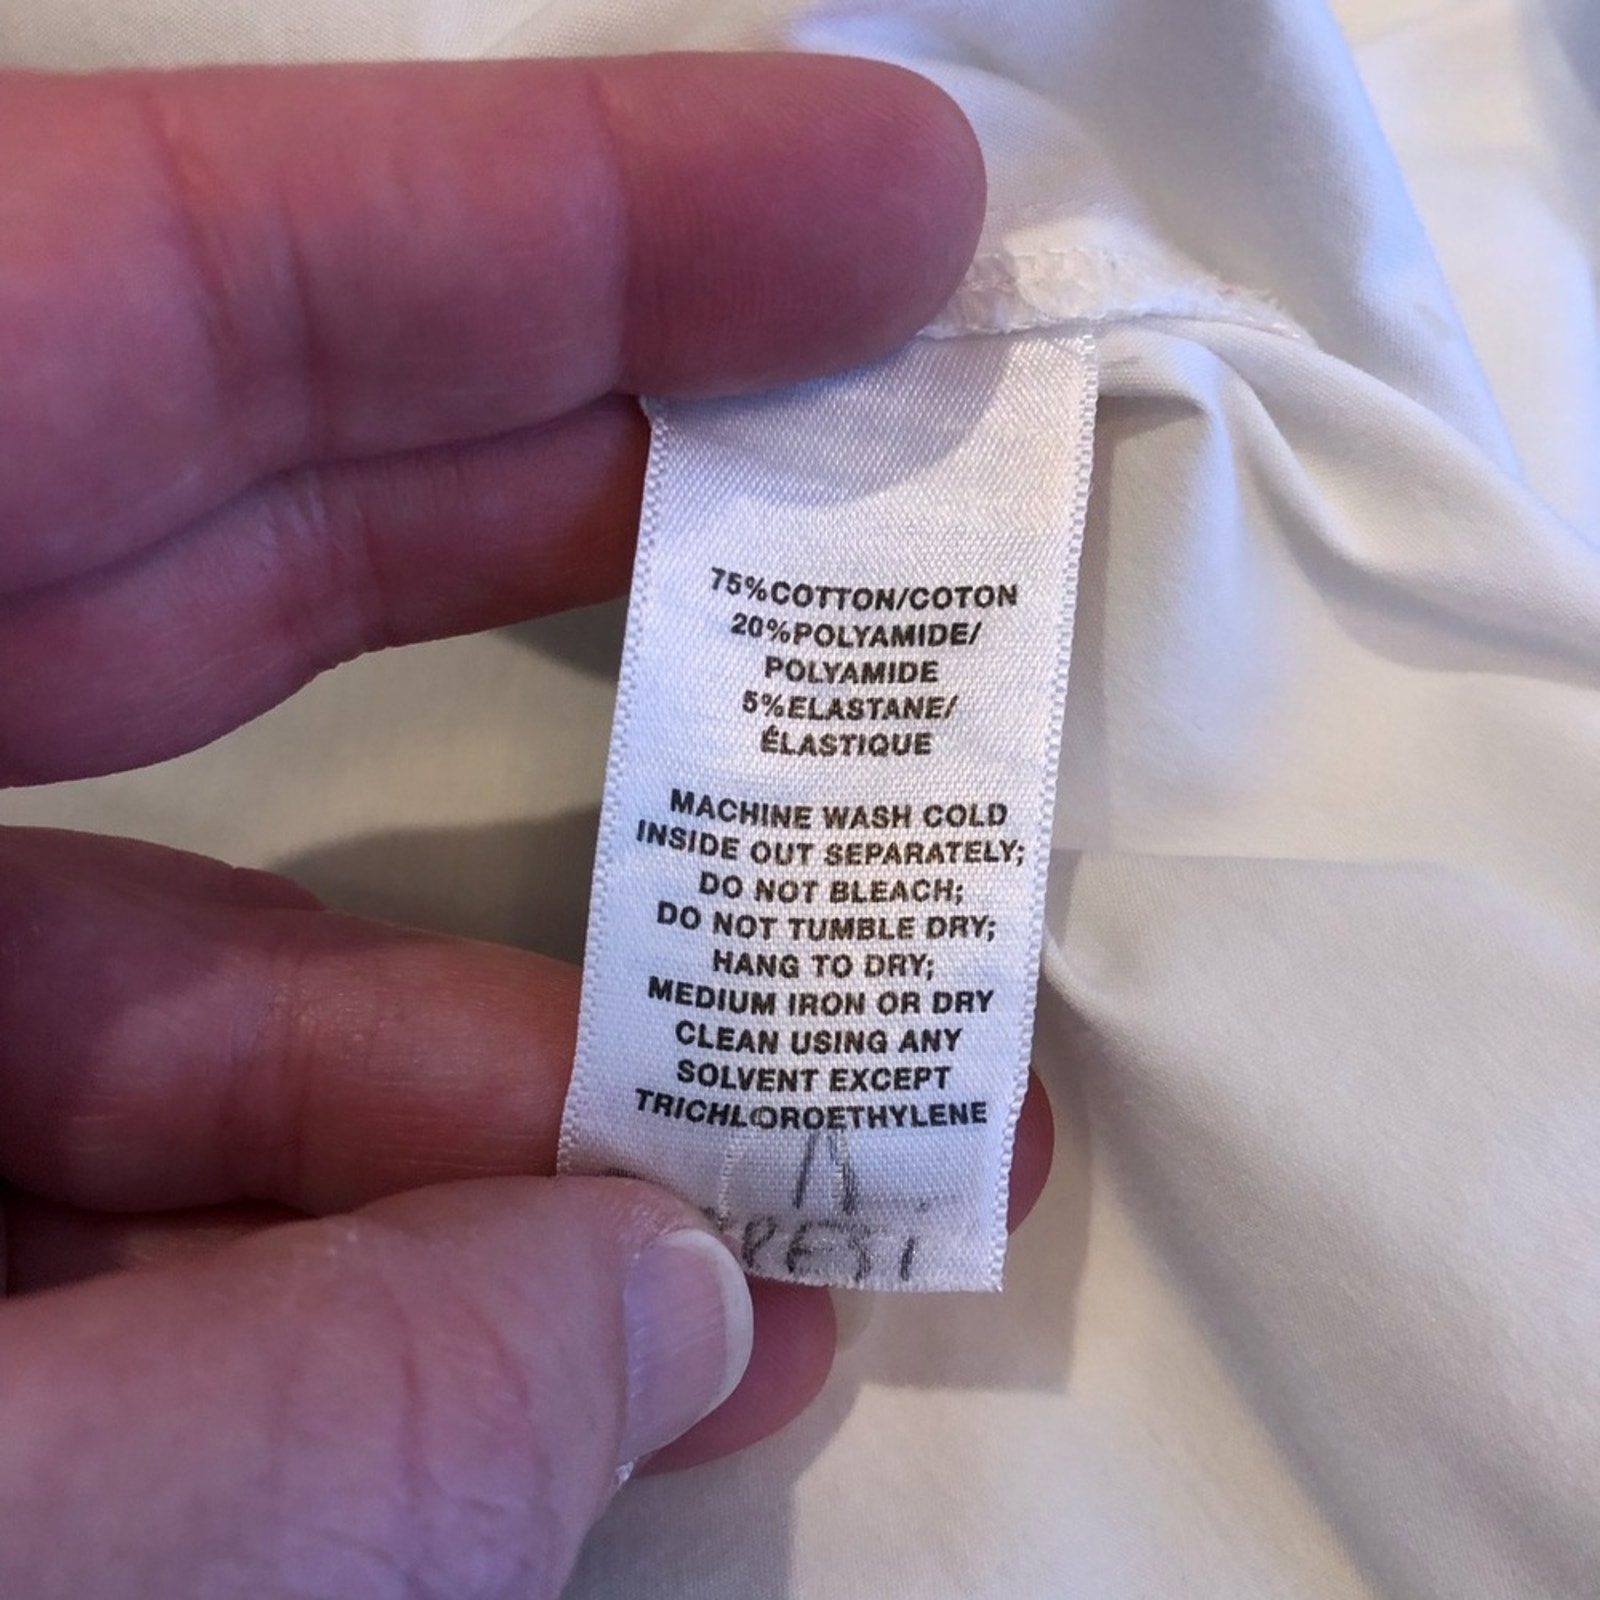 75%COTTON/COTON
20%POLYAMIDE/
POLYAMIDE
5%ELASTANE/
ÉLASTIQUE
MACHINE WASH COLD
INSIDE OUT SEPARATELY;
DO NOT BLEACH;
DO NOT TUMBLE DRY;
HANG TO DRY;
MEDIUM IRON OR DRY
CLEAN USING ANY
SOLVENT EXCEPT
TRICHLOROETHYLENE